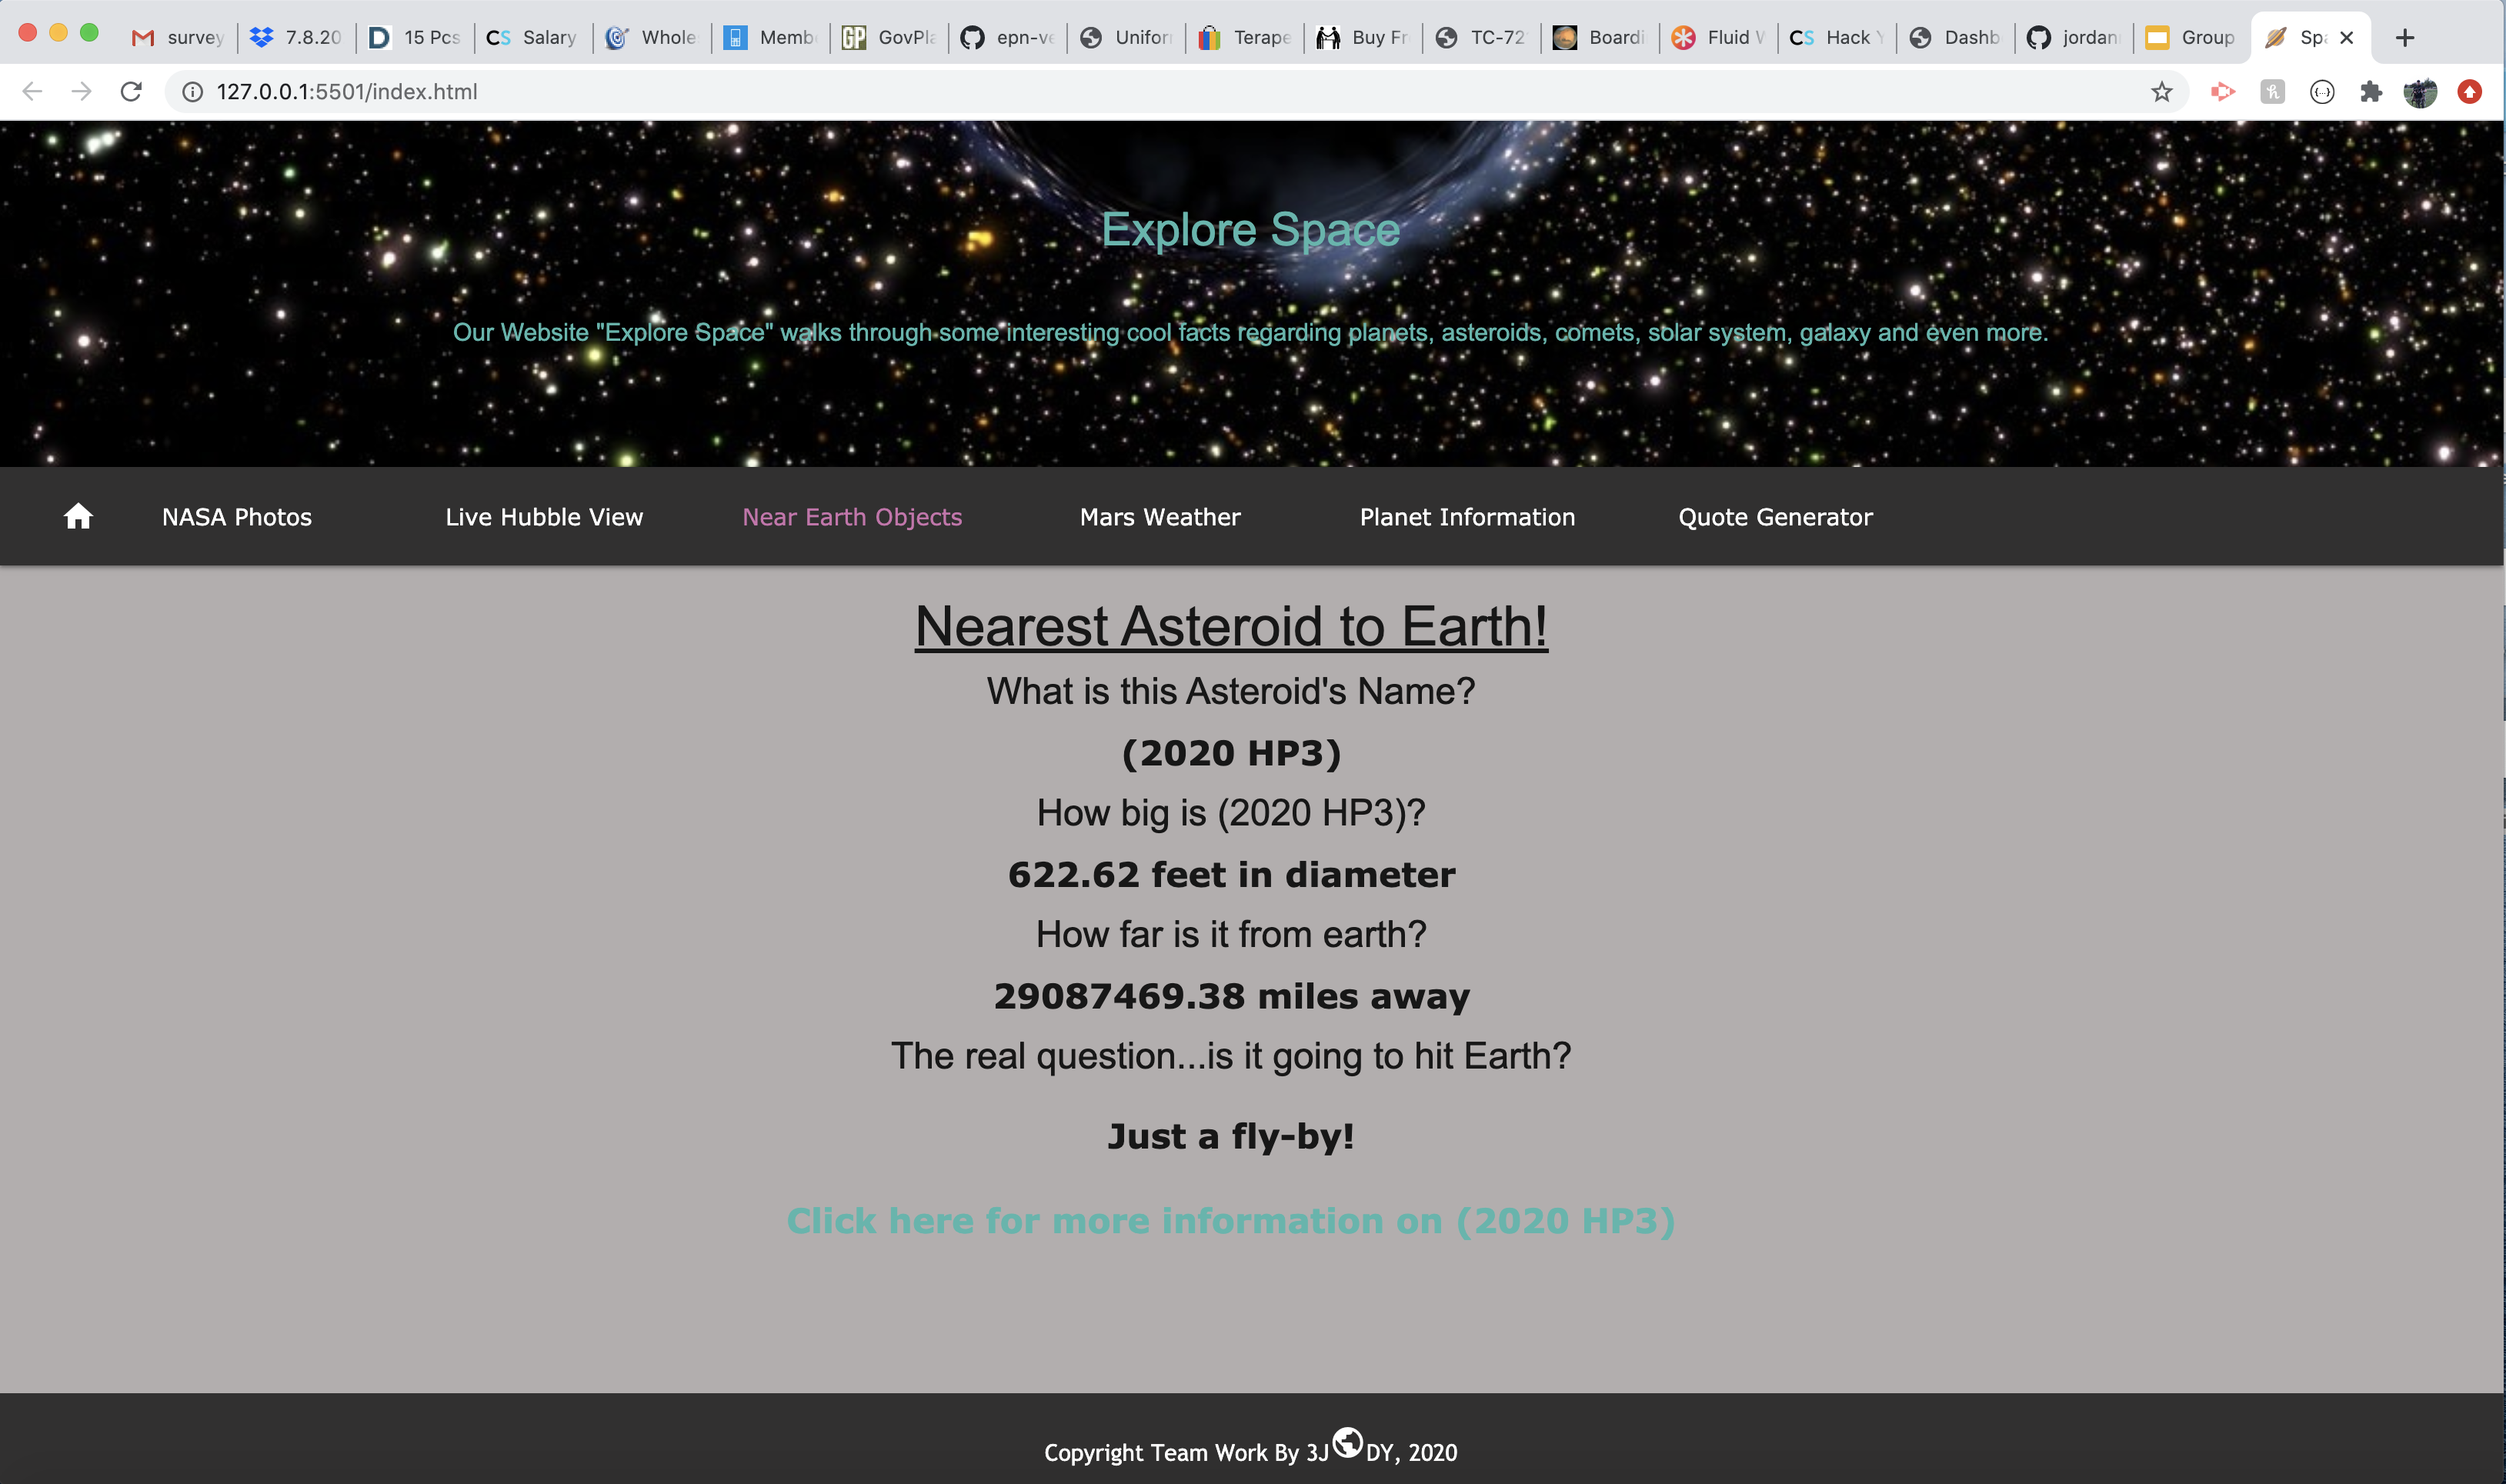 survey 7.8.20 15 Pcs Salary Whole Memb GovPla epn-ve Unifor Terape Buy Fr TC-72 Boardi Fluid Hack Dashb jordan Group Spa
127.0.0.1:5501/index.html
Explore Space
Our Website "Explore Space" walks through some interesting cool facts regarding planets, asteroids, comets, solar system, galaxy and even more.
NASA Photos Live Hubble View Near Earth Objects Mars Weather Planet Information Quote Generator
Nearest Asteroid to Earth!
What is this Asteroid's Name?
(2020 HP3)
How big is (2020 HP3)?
622.62 feet in diameter
How far is it from earth?
29087469.38 miles away
The real question...is it going to hit Earth?
Just a fly-by!
Click here for more information on (2020 HP3)
Copyright Team Work By 3J DY, 2020